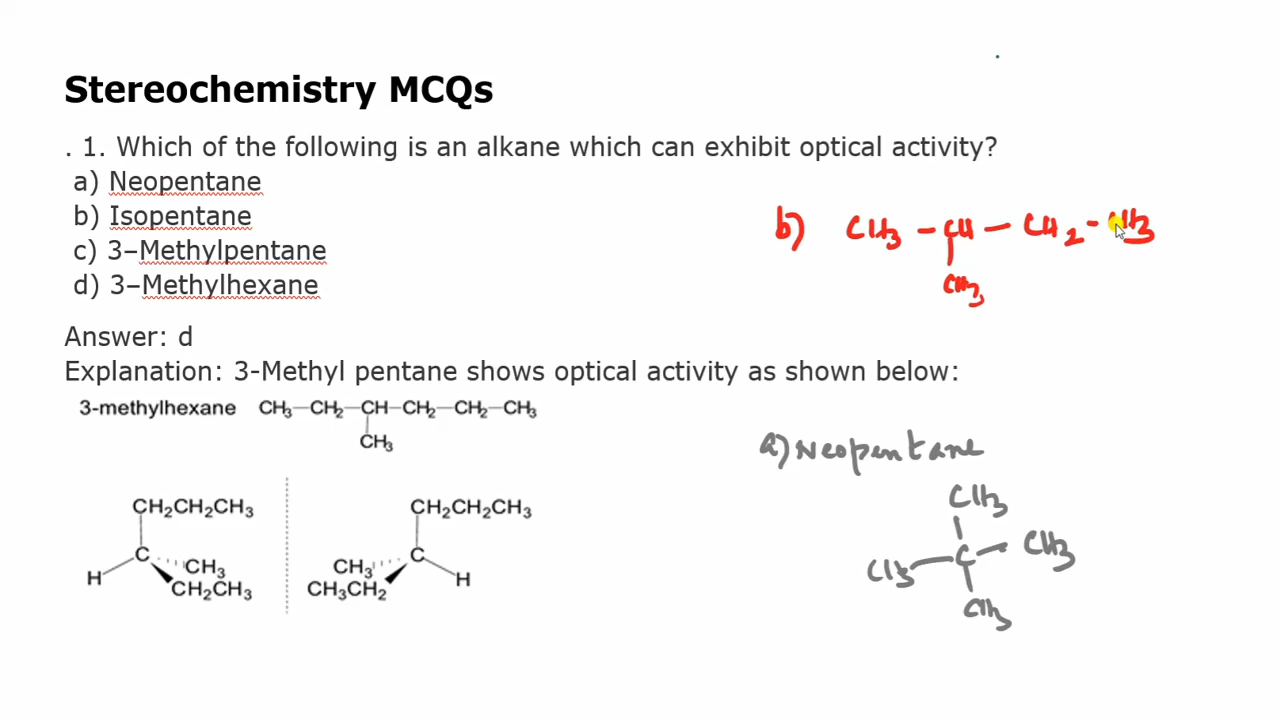 Stereochemistry MCQs
. 1. Which of the following is an alkane which can exhibit optical activity?
a) Neopentane
b) Isopentane
c) 3–Methylpentane
d) 3–Methylhexane
b) CH3 – CH – CH2 – CH3
CH3
Answer: d
Explanation: 3-Methyl pentane shows optical activity as shown below:
3-methylhexane CH3—CH2—CH—CH2—CH2—CH3
CH3
CH2CH2CH3
C
H
CH3
CH2CH3
CH2CH2CH3
C
CH3
H
CH3CH2
a) Neopentane
CH3
CH3 C CH3
CH3